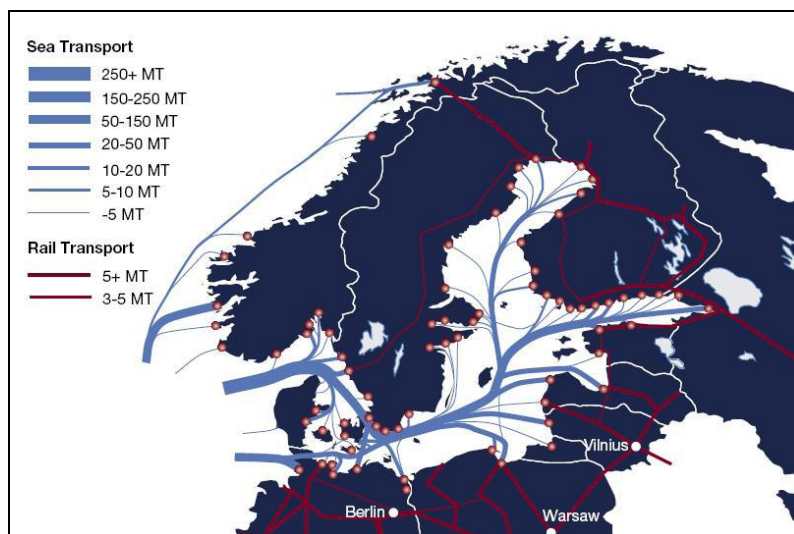 Sea Transport
250+ MT
150-250 MT
50-150 MT
20-50 MT
10-20 MT
5-10 MT
-5 MT
Rail Transport
5+ MT
3-5 MT
Vilnius
Berlin
Warsaw